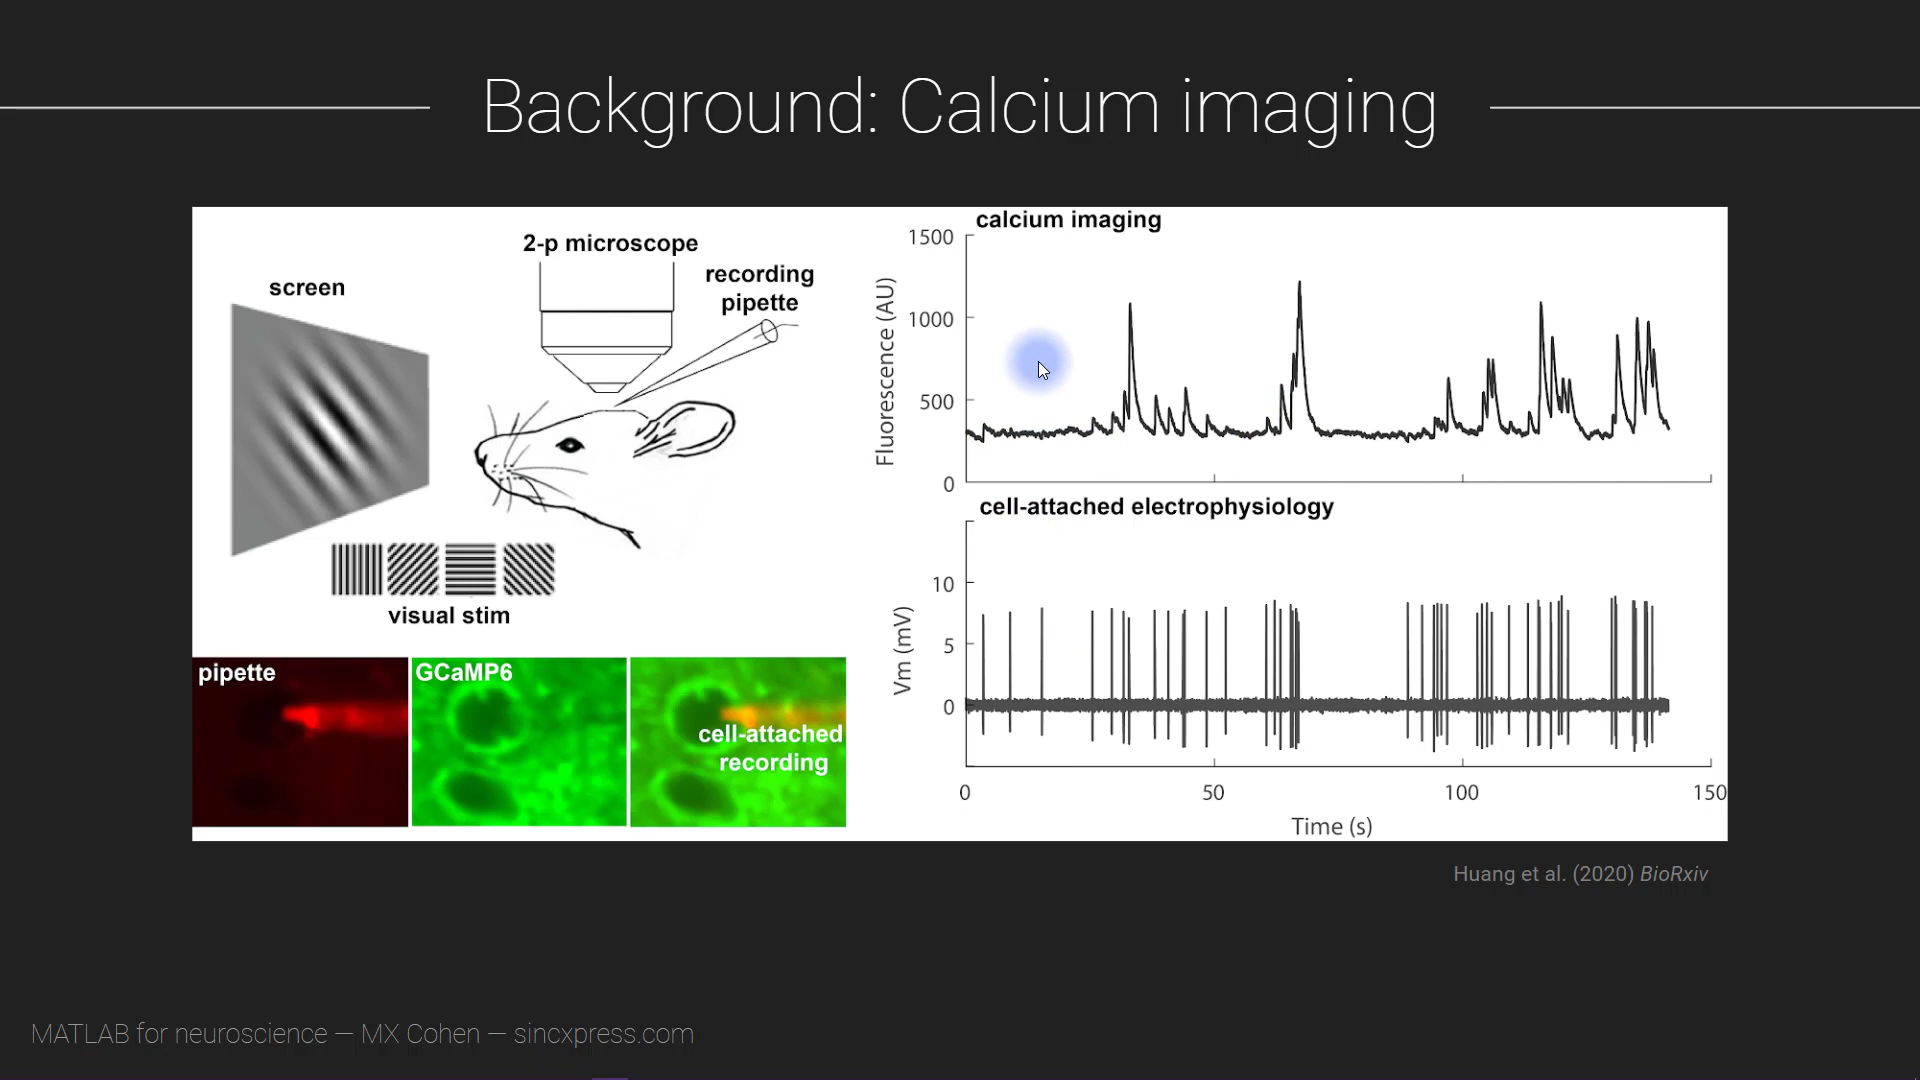 Background: Calcium imaging
2-p microscope
recording
pipette
screen
visual stim
pipette
GCaMP6
cell-attached
recording
calcium imaging
Fluorescence (AU)
1500
1000
500
0
cell-attached electrophysiology
Vm (mV)
10
5
0
0
50
100
150
Time (s)
Huang et al. (2020) BioRxiv
MATLAB for neuroscience — MX Cohen — sincxpress.com